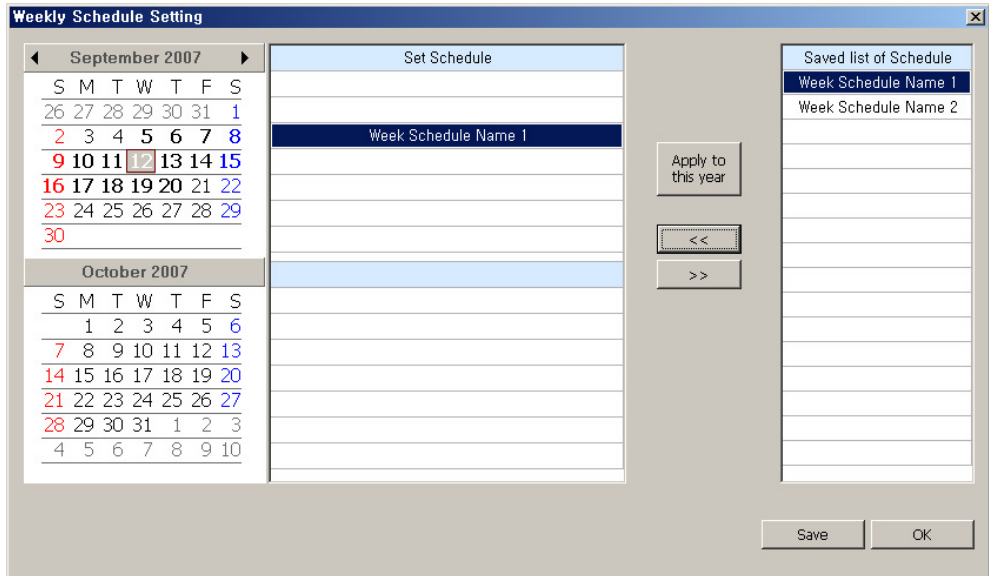 Weekly Schedule Setting
September 2007
S M T W T F S
26 27 28 29 30 31 1
2 3 4 5 6 7 8
9 10 11 12 13 14 15
16 17 18 19 20 21 22
23 24 25 26 27 28 29
30
October 2007
S M T W T F S
1 2 3 4 5 6
7 8 9 10 11 12 13
14 15 16 17 18 19 20
21 22 23 24 25 26 27
28 29 30 31 1 2 3
4 5 6 7 8 9 10
Set Schedule
Week Schedule Name 1
Apply to
this year
<<
>>
Saved list of Schedule
Week Schedule Name 1
Week Schedule Name 2
Save
OK